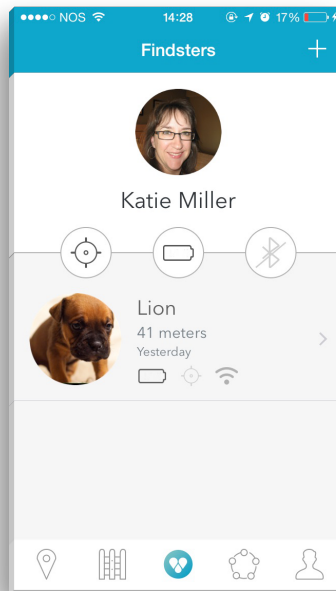 NOS 14:28 17%
Findsters
Katie Miller
Lion
41 meters
Yesterday